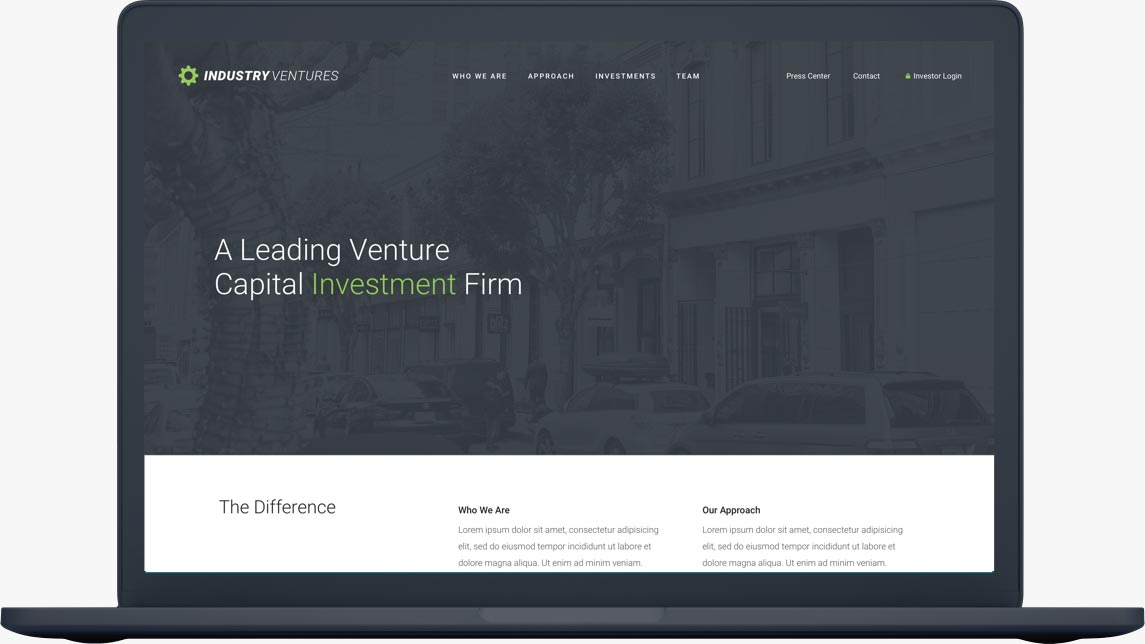 INDUSTRY VENTURES
WHO WE ARE APPROACH INVESTMENTS TEAM
Press Center Contact Investor Login
A Leading Venture
Capital Investment Firm
blitz
The Difference
Who We Are
Lorem ipsum dolor sit amet, consectetur adipisicing
elit, sed do eiusmod tempor incididunt ut labore et
dolore magna aliqua. Ut enim ad minim veniam.
Our Approach
Lorem ipsum dolor sit amet, consectetur adipisicing
elit, sed do eiusmod tempor incididunt ut labore et
dolore magna aliqua. Ut enim ad minim veniam.